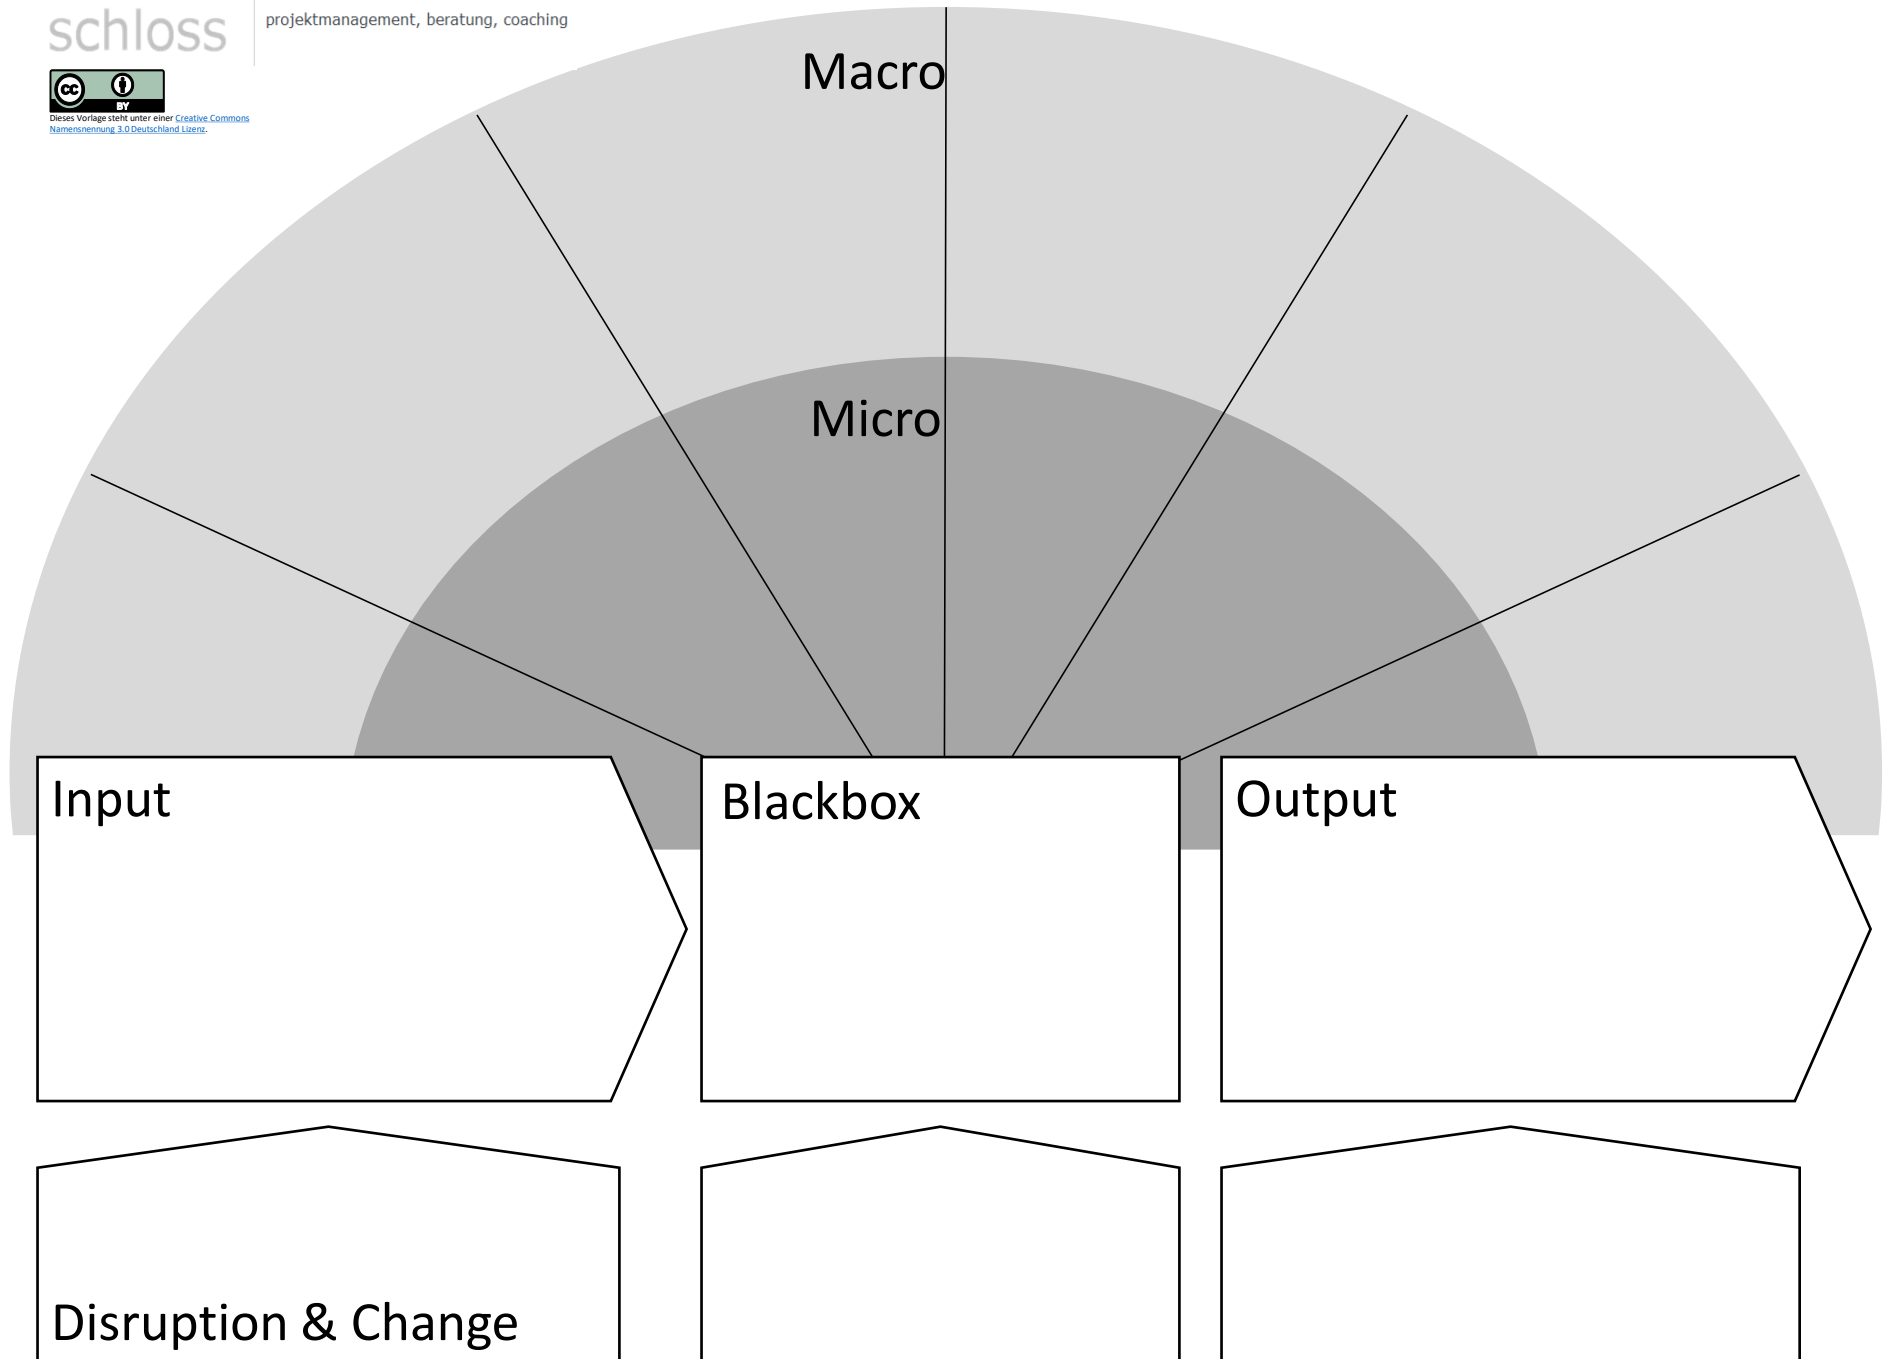 schloss
projektmanagement, beratung, coaching
cc
BY
Dieses Vorlage steht unter einer Creative Commons
Namensnennung 3.0 Deutschland Lizenz.
Macro
Micro
Input
Blackbox
Output
Disruption & Change